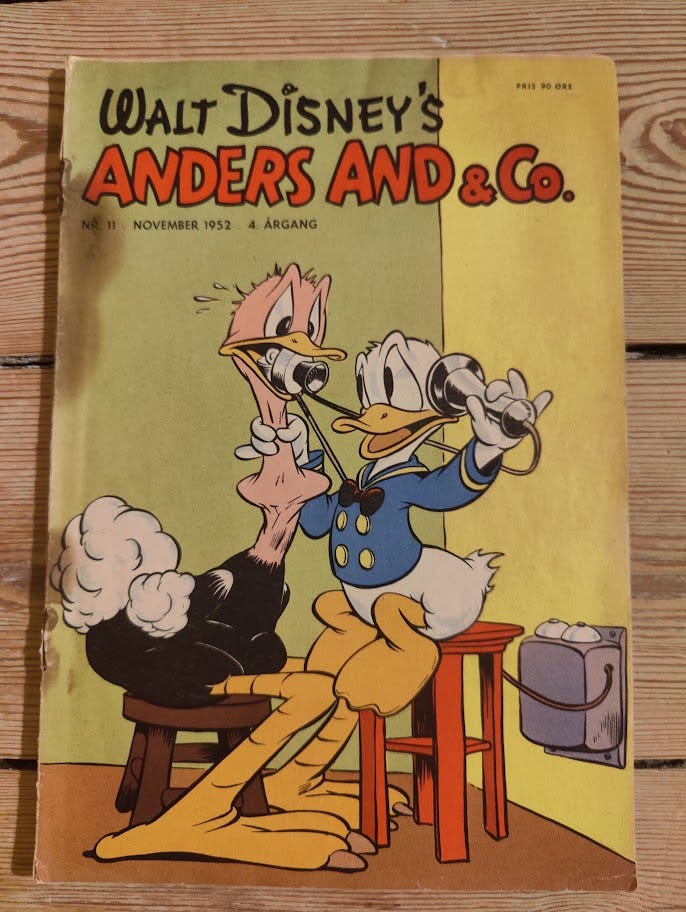 PRIS 90 ØRE
WALT DISNEY'S
ANDERS AND & Co.
NR. 11 . NOVEMBER 1952 . 4. ÅRGANG